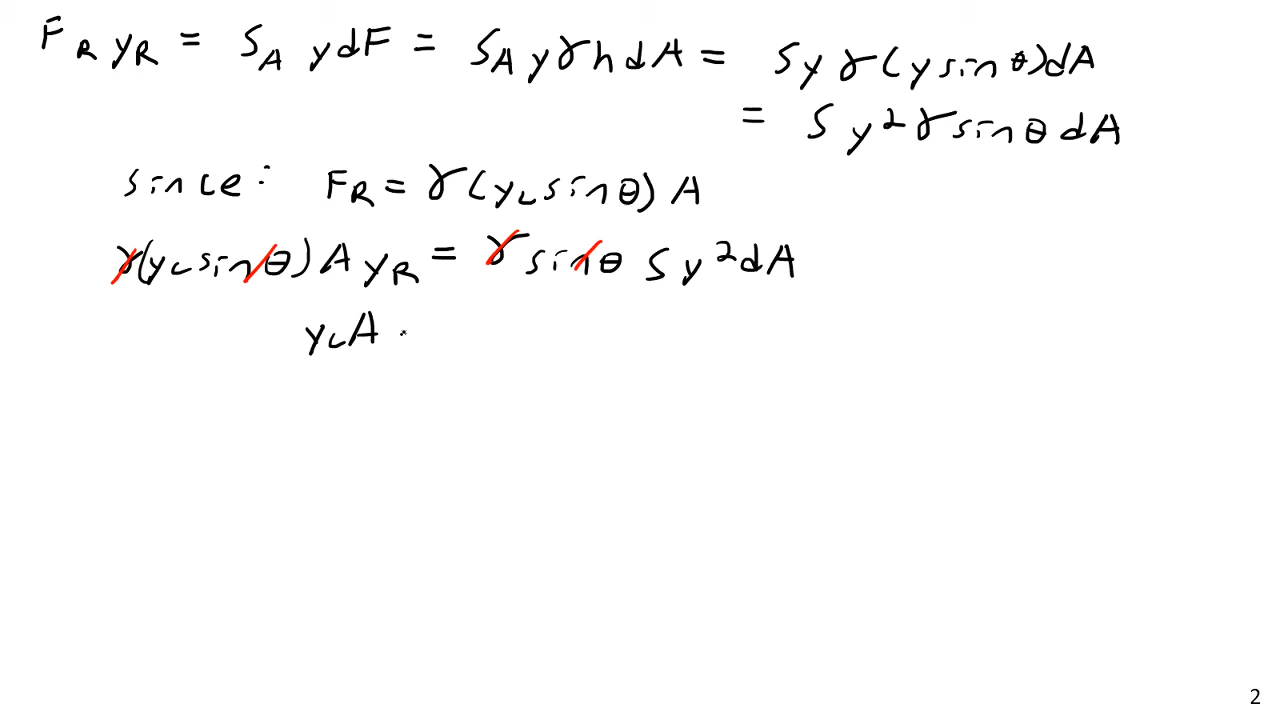 F_R y_R = ∫_A y dF = ∫_A y γ h dA = ∫ y γ (y sin θ) dA
= ∫ y² γ sin θ dA
since: F_R = γ (y_c sin θ) A
γ (y_c sin θ) A y_R = γ sin θ ∫ y² dA
y_c A
2